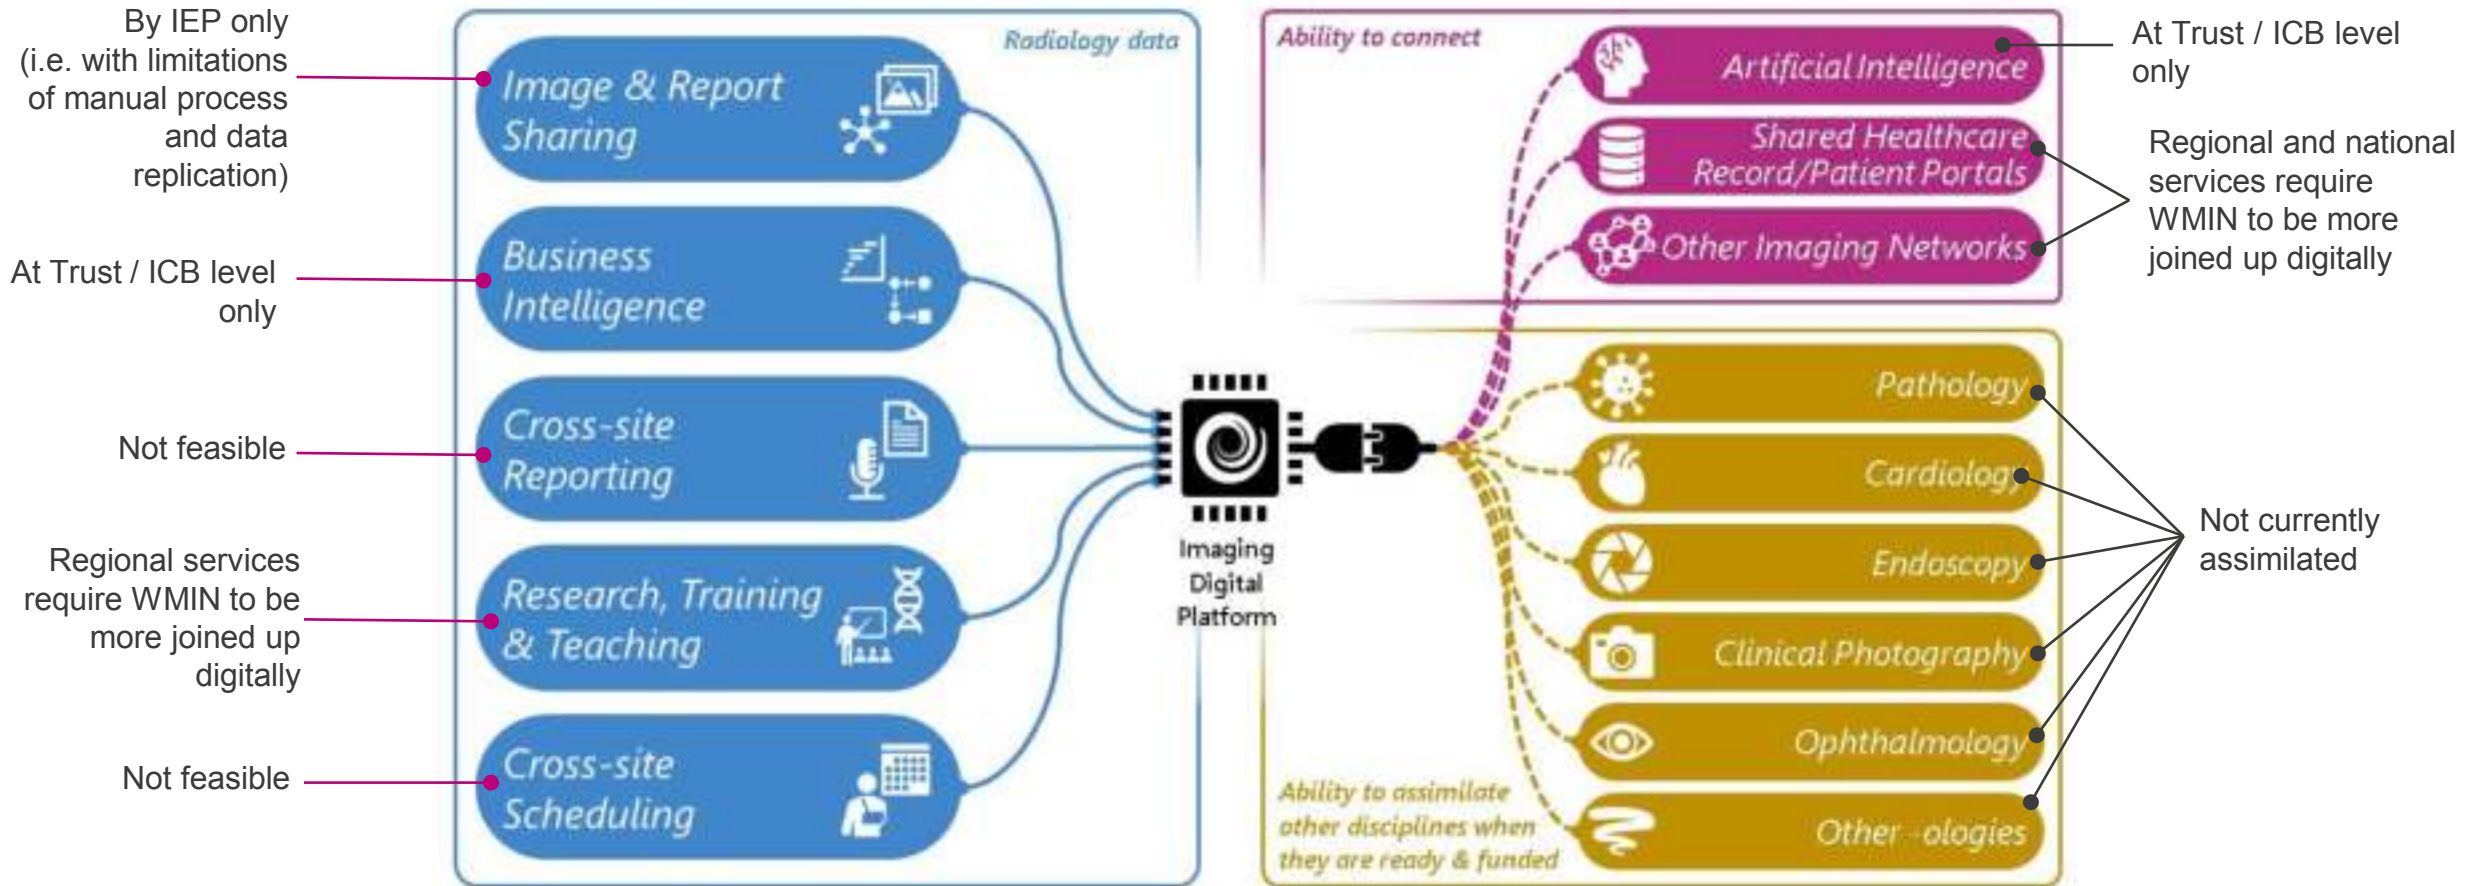 By IEP only
(i.e. with limitations
of manual process
and data
replication)
At Trust / ICB level
only
Not feasible
Regional services
require WMIN to be
more joined up
digitally
Not feasible
Radiology data
Image & Report
Sharing
Business
Intelligence
Cross-site
Reporting
Research, Training
& Teaching
Cross-site
Scheduling
Imaging
Digital
Platform
Ability to connect
Artificial Intelligence
Shared Healthcare
Record/Patient Portals
Other Imaging Networks
Pathology
Cardiology
Endoscopy
Clinical Photography
Ophthalmology
Other -ologies
Ability to assimilate
other disciplines when
they are ready & funded
At Trust / ICB level
only
Regional and national
services require
WMIN to be more
joined up digitally
Not currently
assimilated